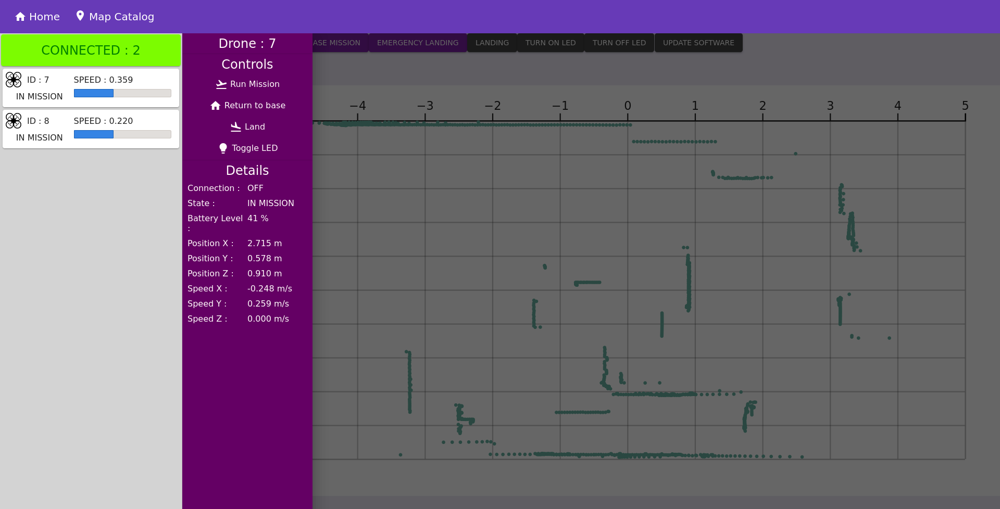 Home Map Catalog
CONNECTED : 2
ID : 7 SPEED : 0.359
IN MISSION
ID : 8 SPEED : 0.220
IN MISSION
Drone : 7
Controls
Run Mission
Return to base
Land
Toggle LED
Details
Connection : OFF
State : IN MISSION
Battery Level : 41 %
Position X : 2.715 m
Position Y : 0.578 m
Position Z : 0.910 m
Speed X : -0.248 m/s
Speed Y : 0.259 m/s
Speed Z : 0.000 m/s
ASE MISSION EMERGENCY LANDING LANDING TURN ON LED TURN OFF LED UPDATE SOFTWARE
−4 −3 −2 −1 0 1 2 3 4 5